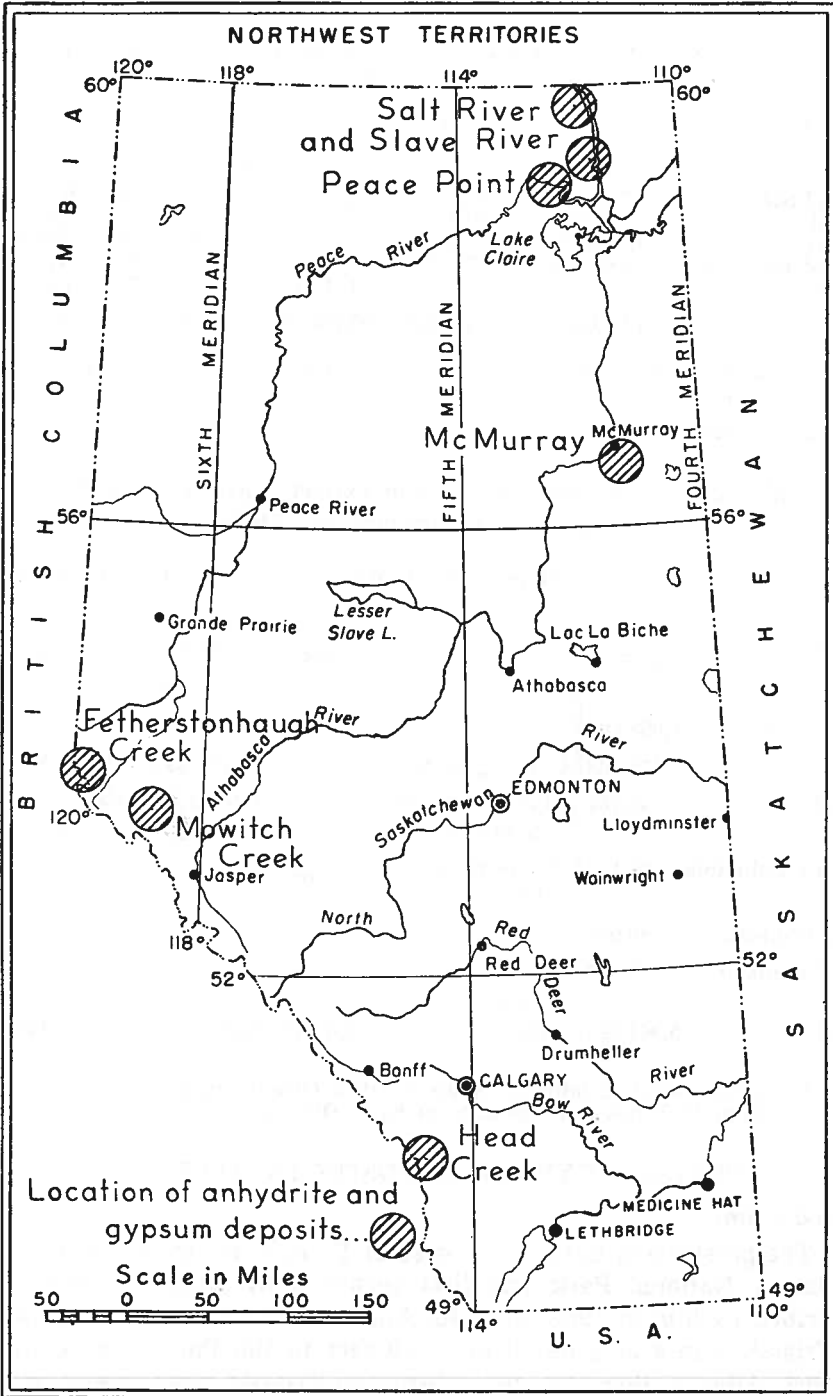 NORTHWEST TERRITORIES
120°
118°
114°
110°
60°
60°
Salt River
and Slave River
Peace Point
Lake
Claire
Peace River
BRITISH COLUMBIA
SIXTH MERIDIAN
FIFTH MERIDIAN
FOURTH MERIDIAN
SASKATCHEWAN
McMurray
McMurray
Peace River
56°
56°
Grande Prairie
Lesser
Slave L.
Lac La Biche
Athabasca
Fetherstonhaugh
Creek
Athabasca River
120°
Mowitch
Creek
Jasper
North Saskatchewan River
EDMONTON
Lloydminster
Wainwright
118°
52°
52°
Red Deer River
Red Deer
Drumheller
Banff
CALGARY
Bow River
Head
Creek
MEDICINE HAT
LETHBRIDGE
Location of anhydrite and
gypsum deposits...
Scale in Miles
50 0 50 100 150
49°
49°
114°
110°
U. S. A.